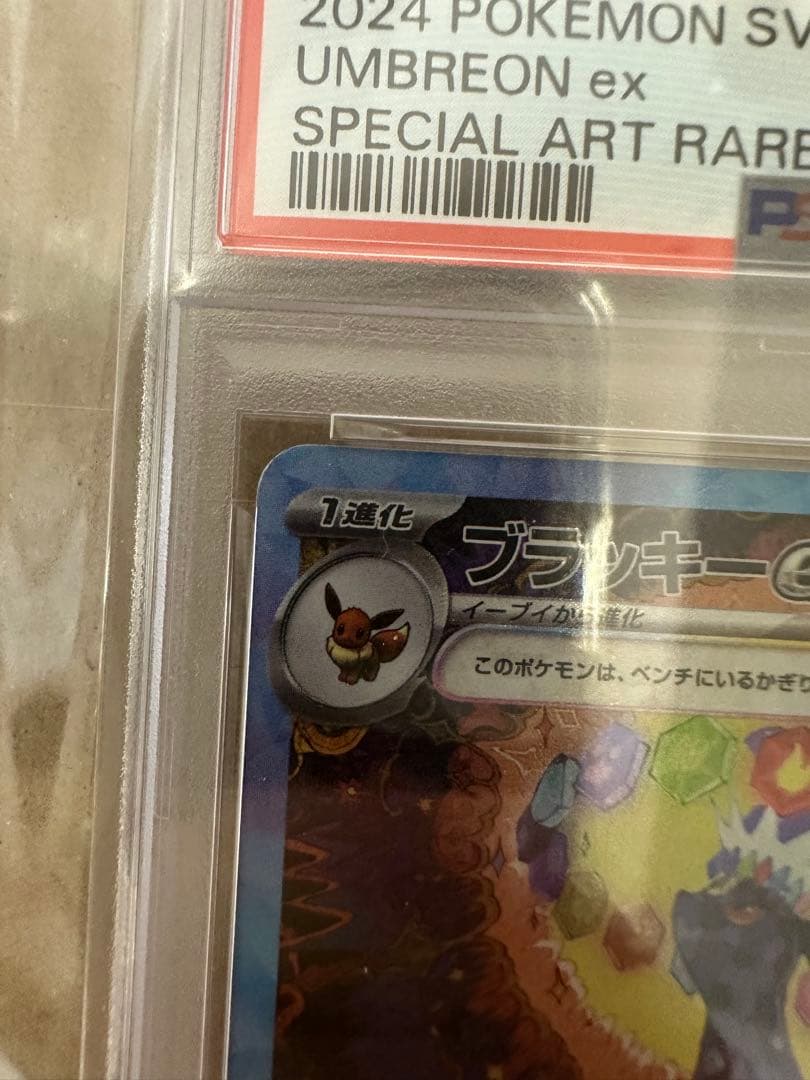 2024 POKEMON SV
UMBREON ex
SPECIAL ART RARE
1進化
ブラッキー
イーブイから進化
このポケモンは、ベンチにいるかぎり